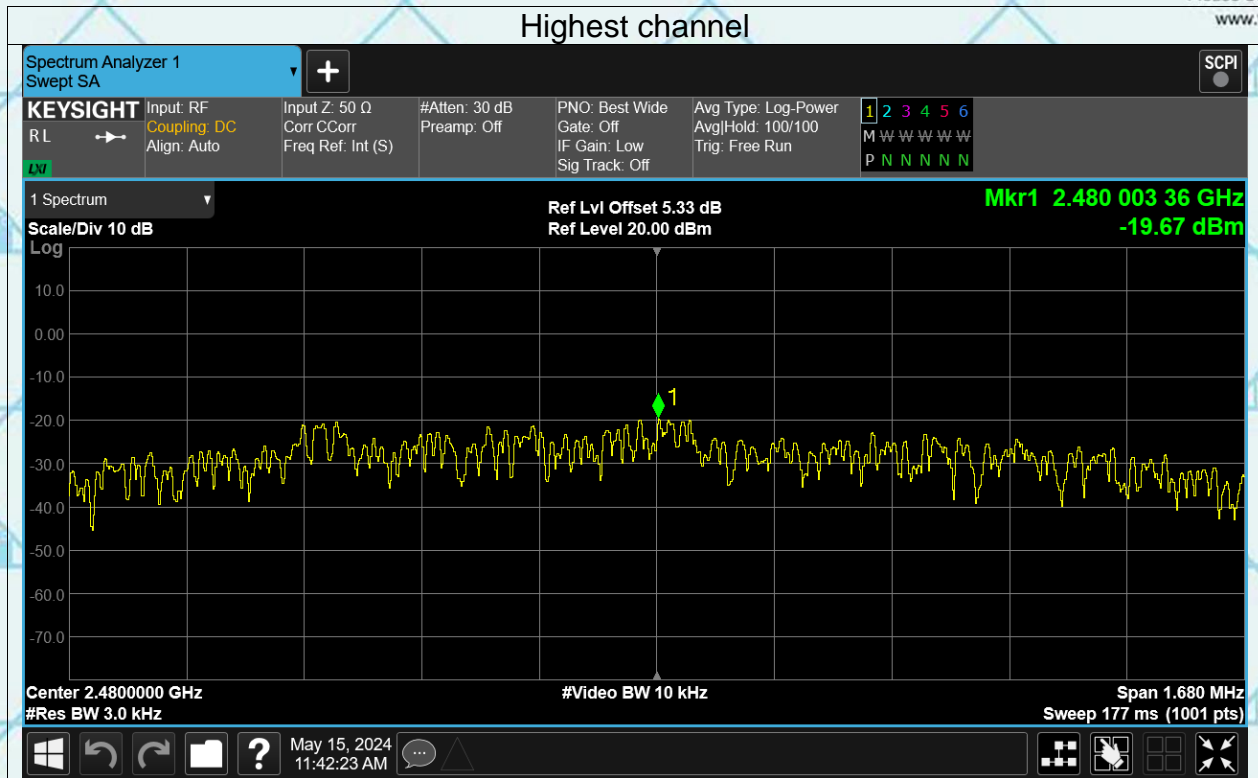 www.
Highest channel
Spectrum Analyzer 1
Swept SA
SCPI
KEYSIGHT
R L
LXI
Input: RF
Coupling: DC
Align: Auto
Input Z: 50 Ω
Corr CCorr
Freq Ref: Int (S)
#Atten: 30 dB
Preamp: Off
PNO: Best Wide
Gate: Off
IF Gain: Low
Sig Track: Off
Avg Type: Log-Power
Avg|Hold: 100/100
Trig: Free Run
1 2 3 4 5 6
M W W W W W
P N N N N N
1 Spectrum
Scale/Div 10 dB
Ref Lvl Offset 5.33 dB
Ref Level 20.00 dBm
Mkr1 2.480 003 36 GHz
-19.67 dBm
Log
10.0
0.00
-10.0
1
-20.0
-30.0
-40.0
-50.0
-60.0
-70.0
Center 2.4800000 GHz
#Video BW 10 kHz
Span 1.680 MHz
#Res BW 3.0 kHz
Sweep 177 ms (1001 pts)
?
May 15, 2024
11:42:23 AM